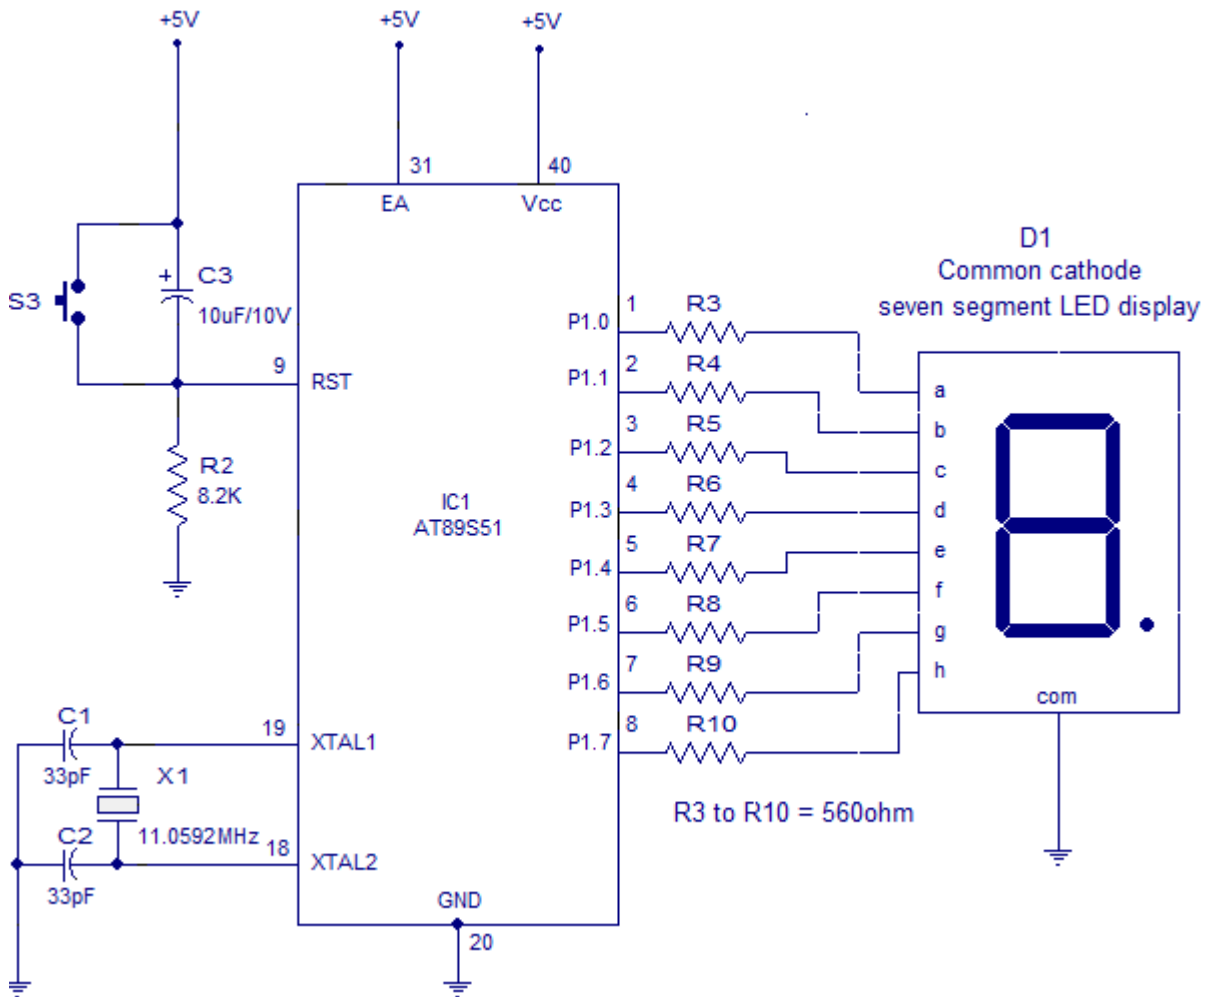 +5V +5V +5V
31 40
EA Vcc
D1
Common cathode
seven segment LED display
S3
+ C3
10uF/10V
9 RST
R2
8.2K
IC1
AT89S51
P1.0 1 R3 a
P1.1 2 R4 b
P1.2 3 R5 c
P1.3 4 R6 d
P1.4 5 R7 e
P1.5 6 R8 f
P1.6 7 R9 g
P1.7 8 R10 h
com
R3 to R10 = 560ohm
C1
33pF
19 XTAL1
X1
11.0592MHz
C2
33pF
18 XTAL2
GND
20